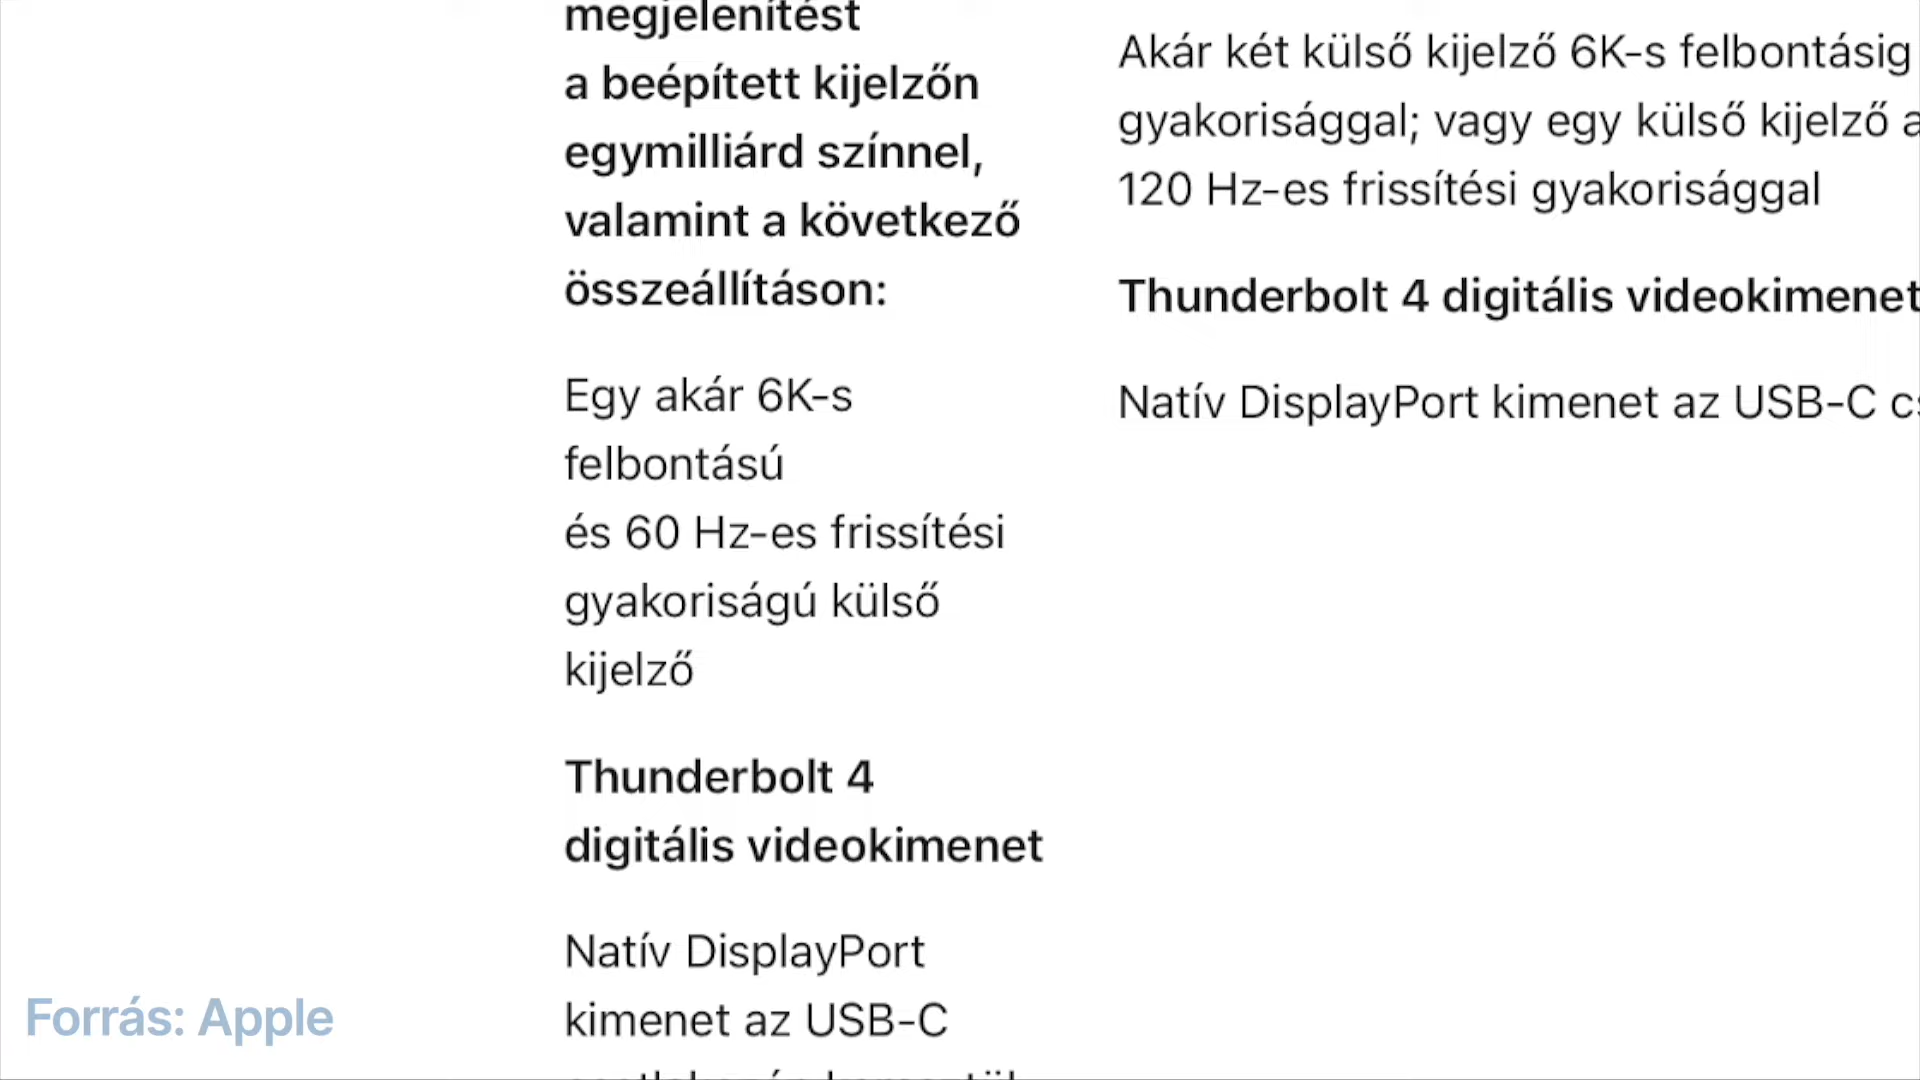 megjelenítést
a beépített kijelzőn
egymilliárd színnel,
valamint a következő
összeállításon:
Egy akár 6K-s
felbontású
és 60 Hz-es frissítési
gyakoriságú külső
kijelző
Thunderbolt 4
digitális videokimenet
Natív DisplayPort
kimenet az USB-C
Akár két külső kijelző 6K-s felbontásig
gyakorisággal; vagy egy külső kijelző a
120 Hz-es frissítési gyakorisággal
Thunderbolt 4 digitális videokimenet
Natív DisplayPort kimenet az USB-C
Forrás: Apple